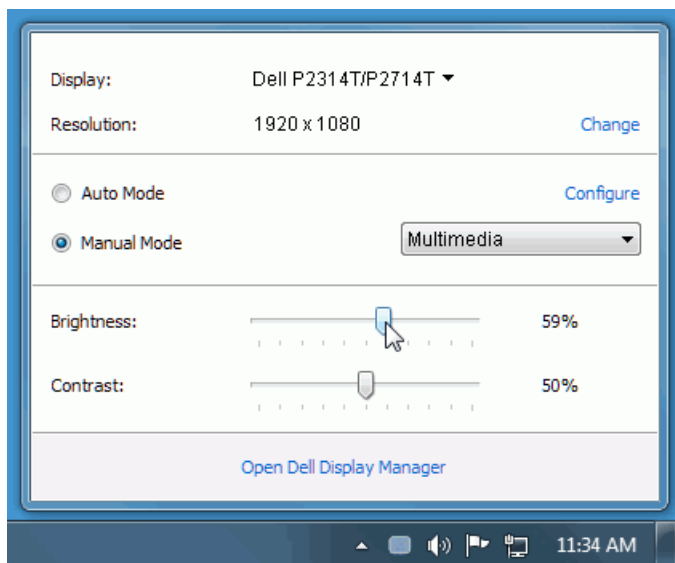 Display: Dell P2314T/P2714T
Resolution: 1920 x 1080 Change
Auto Mode Configure
Manual Mode Multimedia
Brightness: 59%
Contrast: 50%
Open Dell Display Manager
11:34 AM